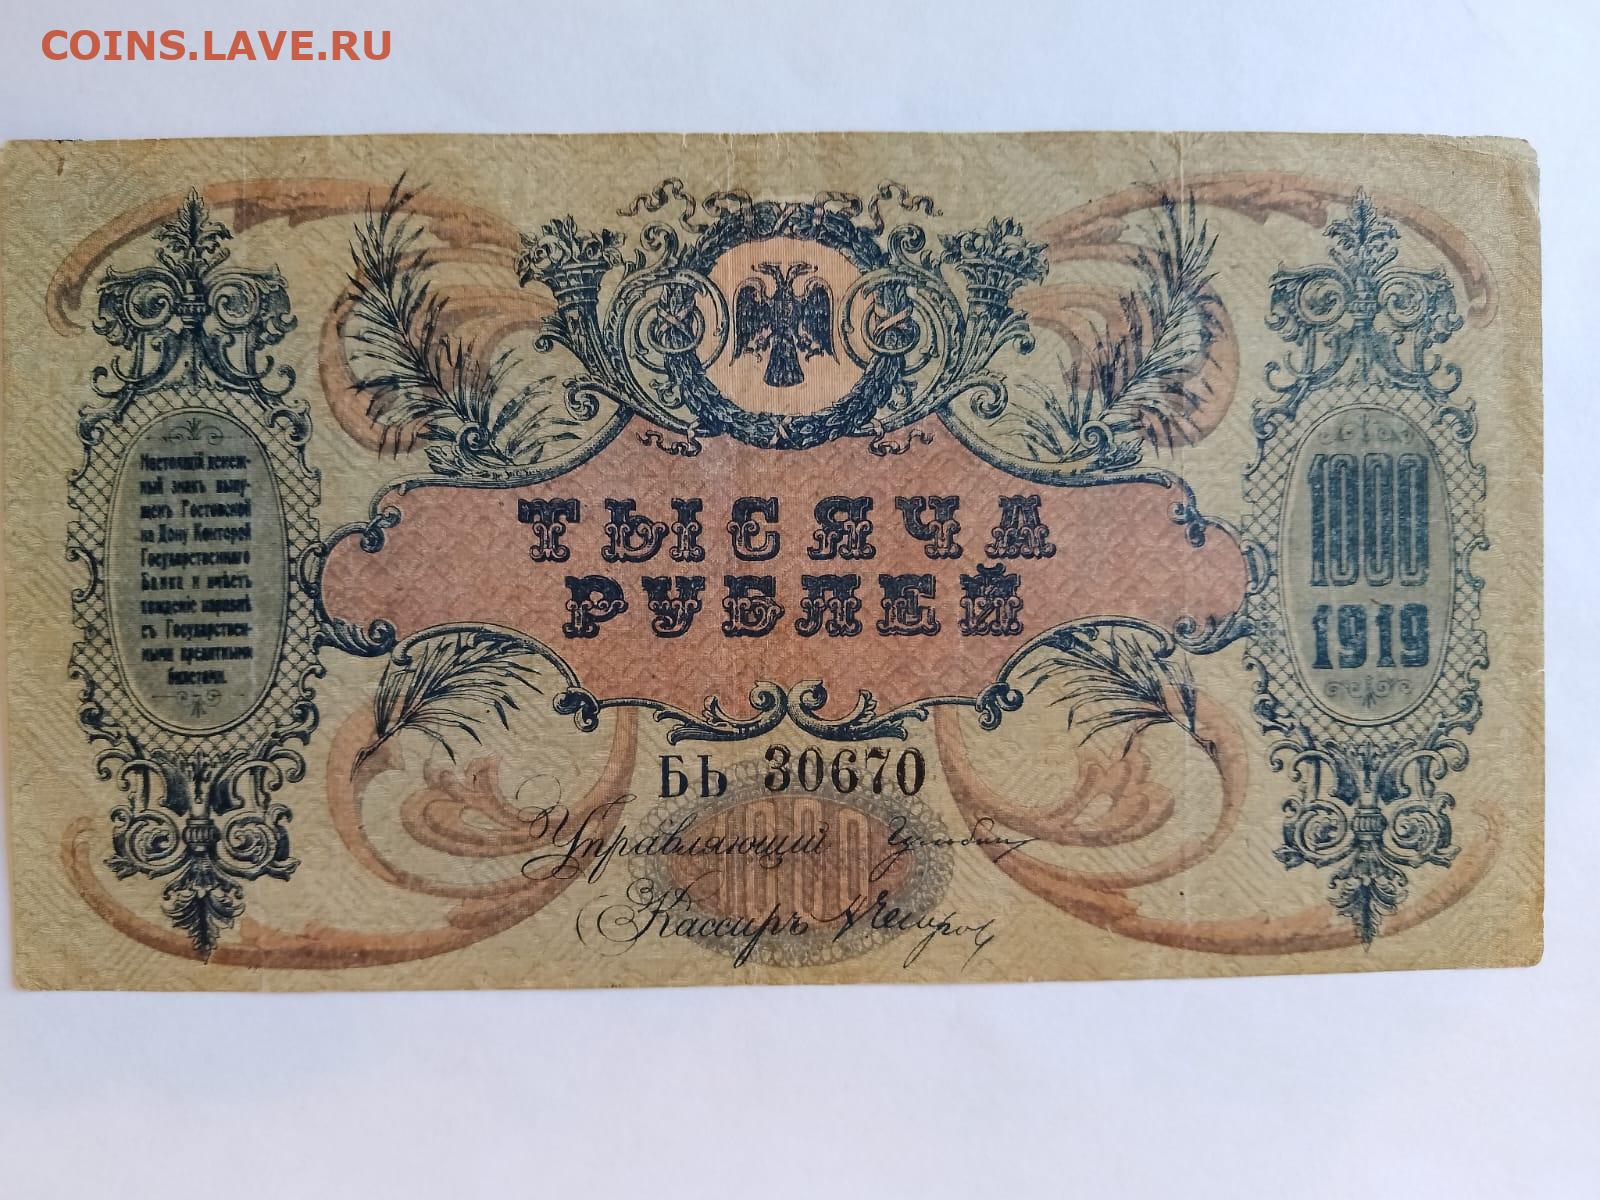 COINS.LAVE.RU
Настоящій денеж-
ный знакъ выпу-
щенъ Ростовской
на Дону Конторой
Государственнаго
Банка и имѣетъ
хожденіе наравнѣ
съ Государствен-
ными кредитными
билетами.
ТЫСЯЧА
РУБЛЕЙ
1000
1919
БЬ 30670
1000
Управляющій
Кассиръ